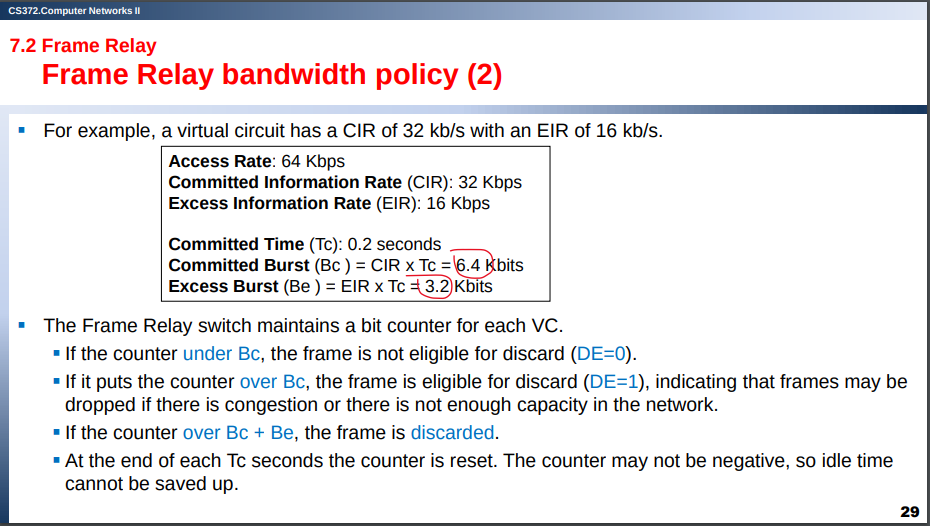 CS372.Computer Networks II
7.2 Frame Relay
Frame Relay bandwidth policy (2)
▪ For example, a virtual circuit has a CIR of 32 kb/s with an EIR of 16 kb/s.
Access Rate: 64 Kbps
Committed Information Rate (CIR): 32 Kbps
Excess Information Rate (EIR): 16 Kbps
Committed Time (Tc): 0.2 seconds
Committed Burst (Bc ) = CIR x Tc = 6.4 Kbits
Excess Burst (Be ) = EIR x Tc = 3.2 Kbits
▪ The Frame Relay switch maintains a bit counter for each VC.
▪ If the counter under Bc, the frame is not eligible for discard (DE=0).
▪ If it puts the counter over Bc, the frame is eligible for discard (DE=1), indicating that frames may be
dropped if there is congestion or there is not enough capacity in the network.
▪ If the counter over Bc + Be, the frame is discarded.
▪ At the end of each Tc seconds the counter is reset. The counter may not be negative, so idle time
cannot be saved up.
29